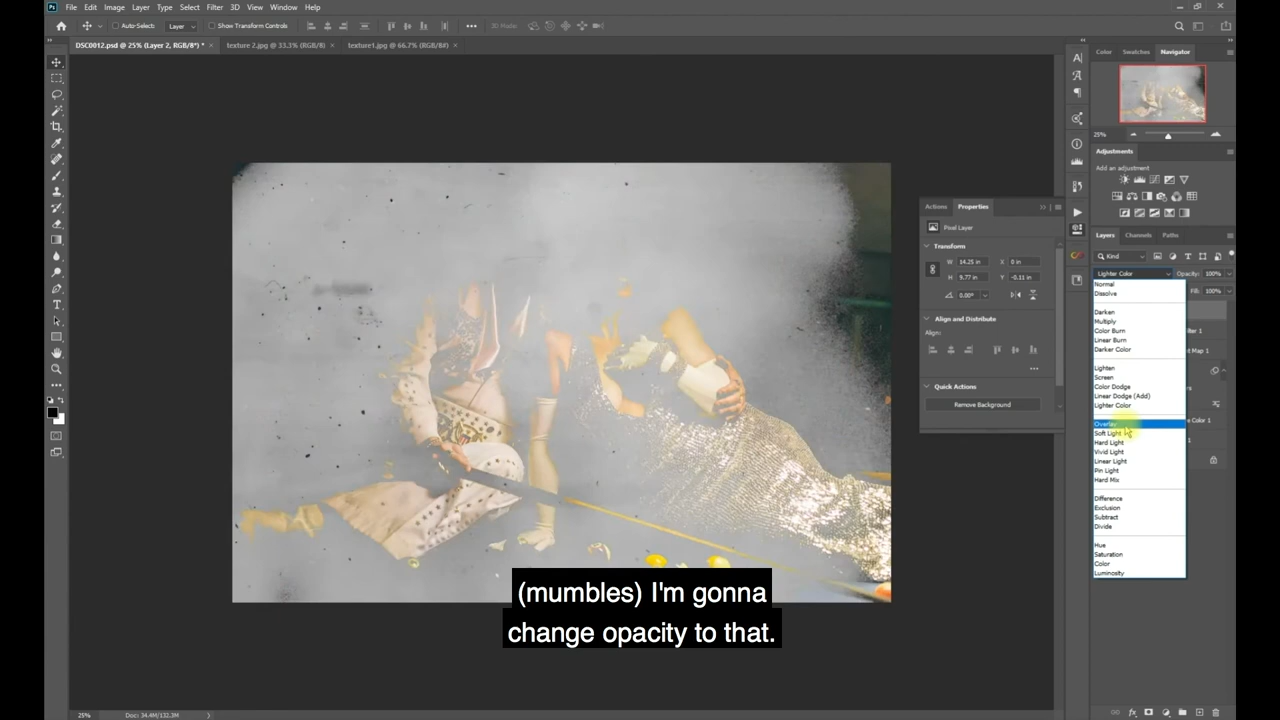 Ps File Edit Image Layer Type Select Filter 3D View Window Help
Auto-Select: Layer Show Transform Controls 3D Mode:
DSC0012.psd @ 25% (Layer 2, RGB/8*) * × texture 2.jpg @ 33.3% (RGB/8) × texture1.jpg @ 66.7% (RGB/8#) ×
Color Swatches Navigator
25%
Adjustments
Add an adjustment
Actions Properties
Pixel Layer
Transform
W 14.25 in X 0 in
H 9.77 in Y -0.11 in
0.00°
Align and Distribute
Align:
Quick Actions
Remove Background
Layers Channels Paths
Kind
Lighter Color Opacity: 100%
Fill: 100%
Normal
Dissolve
Darken
Multiply
Color Burn
Linear Burn
Darker Color
Lighten
Screen
Color Dodge
Linear Dodge (Add)
Lighter Color
Overlay
Soft Light
Hard Light
Vivid Light
Linear Light
Pin Light
Hard Mix
Difference
Exclusion
Subtract
Divide
Hue
Saturation
Color
Luminosity
(mumbles) I'm gonna
change opacity to that.
25% Doc: 34.4M/132.3M